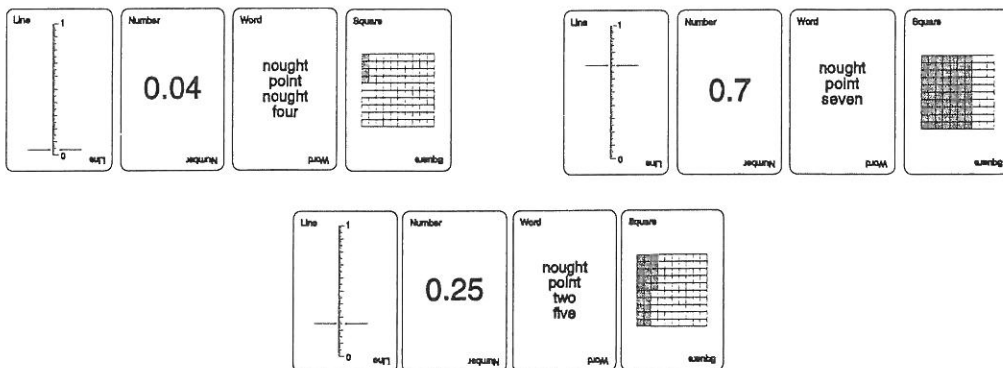 Line
1
0
Line
Number
0.04
Number
Word
nought
point
nought
four
Word
Square
Square
Line
1
0
Line
Number
0.7
Number
Word
nought
point
seven
Word
Square
Square
Line
1
0
Line
Number
0.25
Number
Word
nought
point
two
five
Word
Square
Square